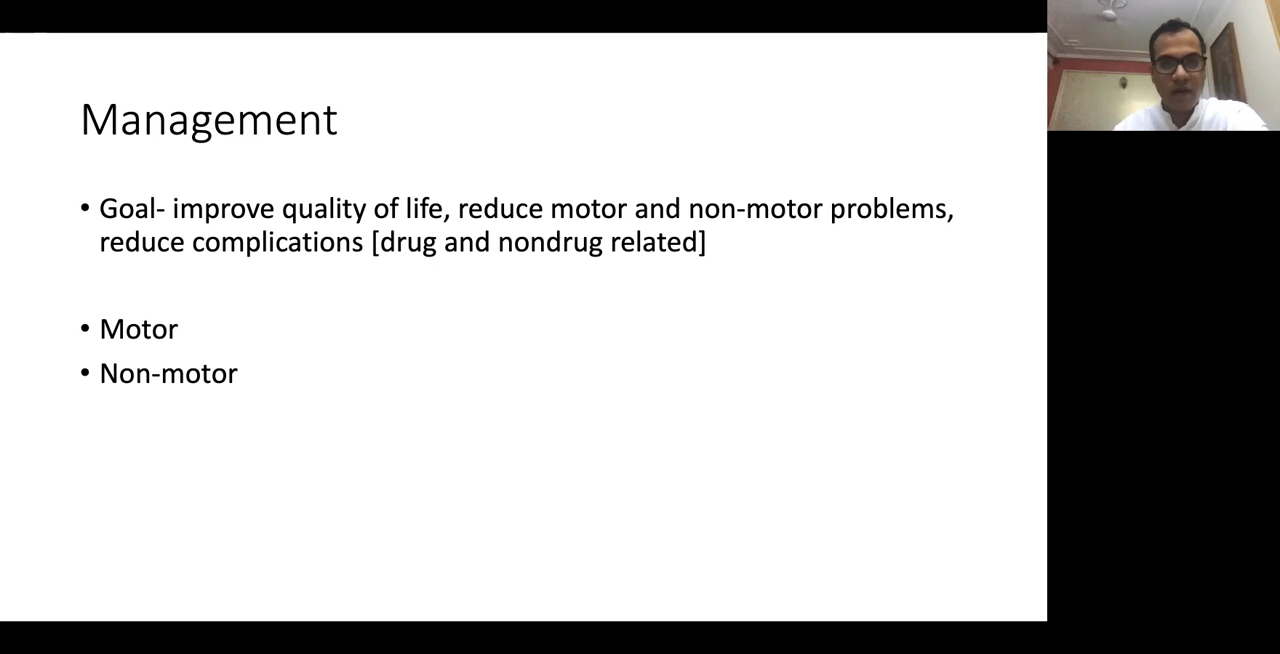 Management
• Goal- improve quality of life, reduce motor and non-motor problems,
reduce complications [drug and nondrug related]
• Motor
• Non-motor